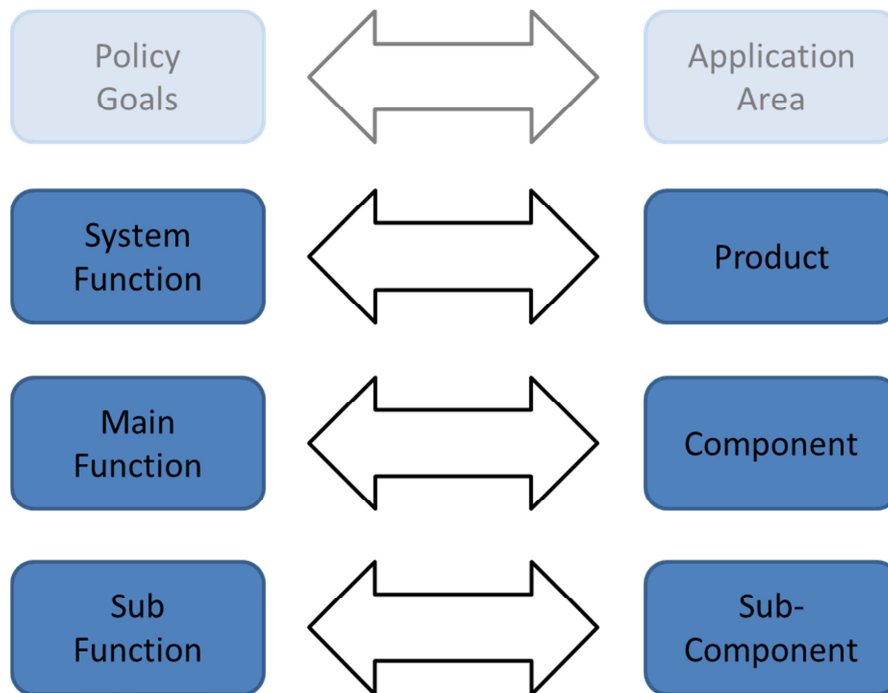 Policy
Goals
Application
Area
System
Function
Product
Main
Function
Component
Sub
Function
Sub-
Component